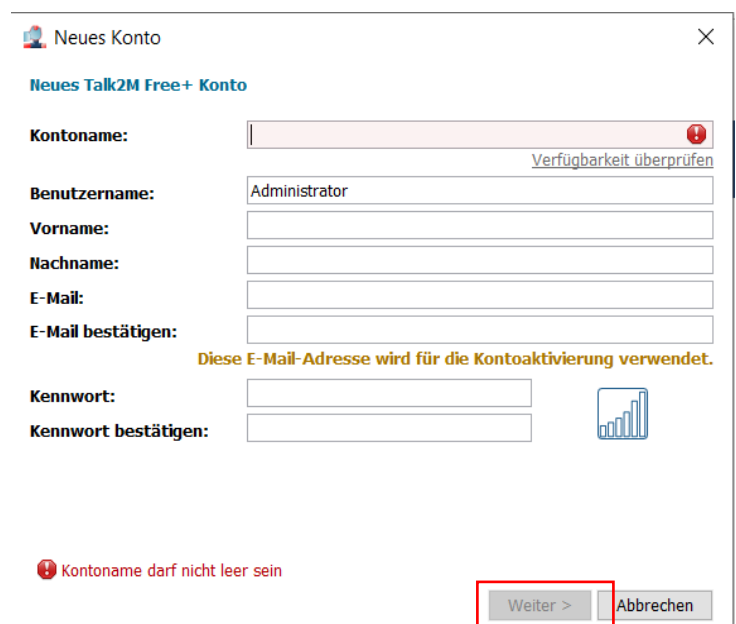 Neues Konto
Neues Talk2M Free+ Konto
Kontoname:
Verfügbarkeit überprüfen
Benutzername: Administrator
Vorname:
Nachname:
E-Mail:
E-Mail bestätigen:
Diese E-Mail-Adresse wird für die Kontoaktivierung verwendet.
Kennwort:
Kennwort bestätigen:
Kontoname darf nicht leer sein
Weiter > Abbrechen